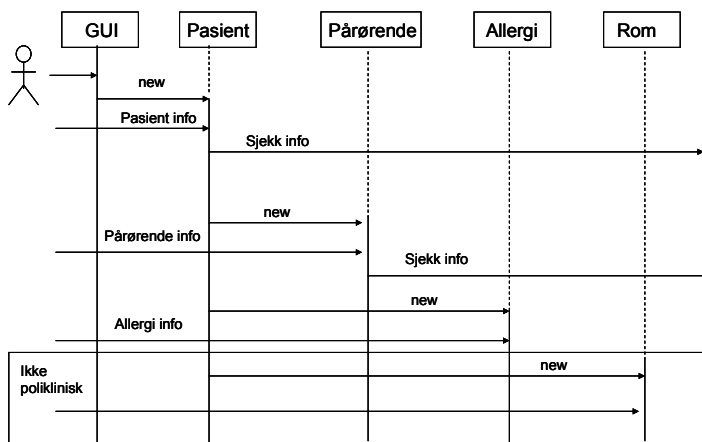 GUI
Pasient
Pårørende
Allergi
Rom
new
Pasient info
Sjekk info
new
Pårørende info
Sjekk info
new
Allergi info
Ikke
poliklinisk
new